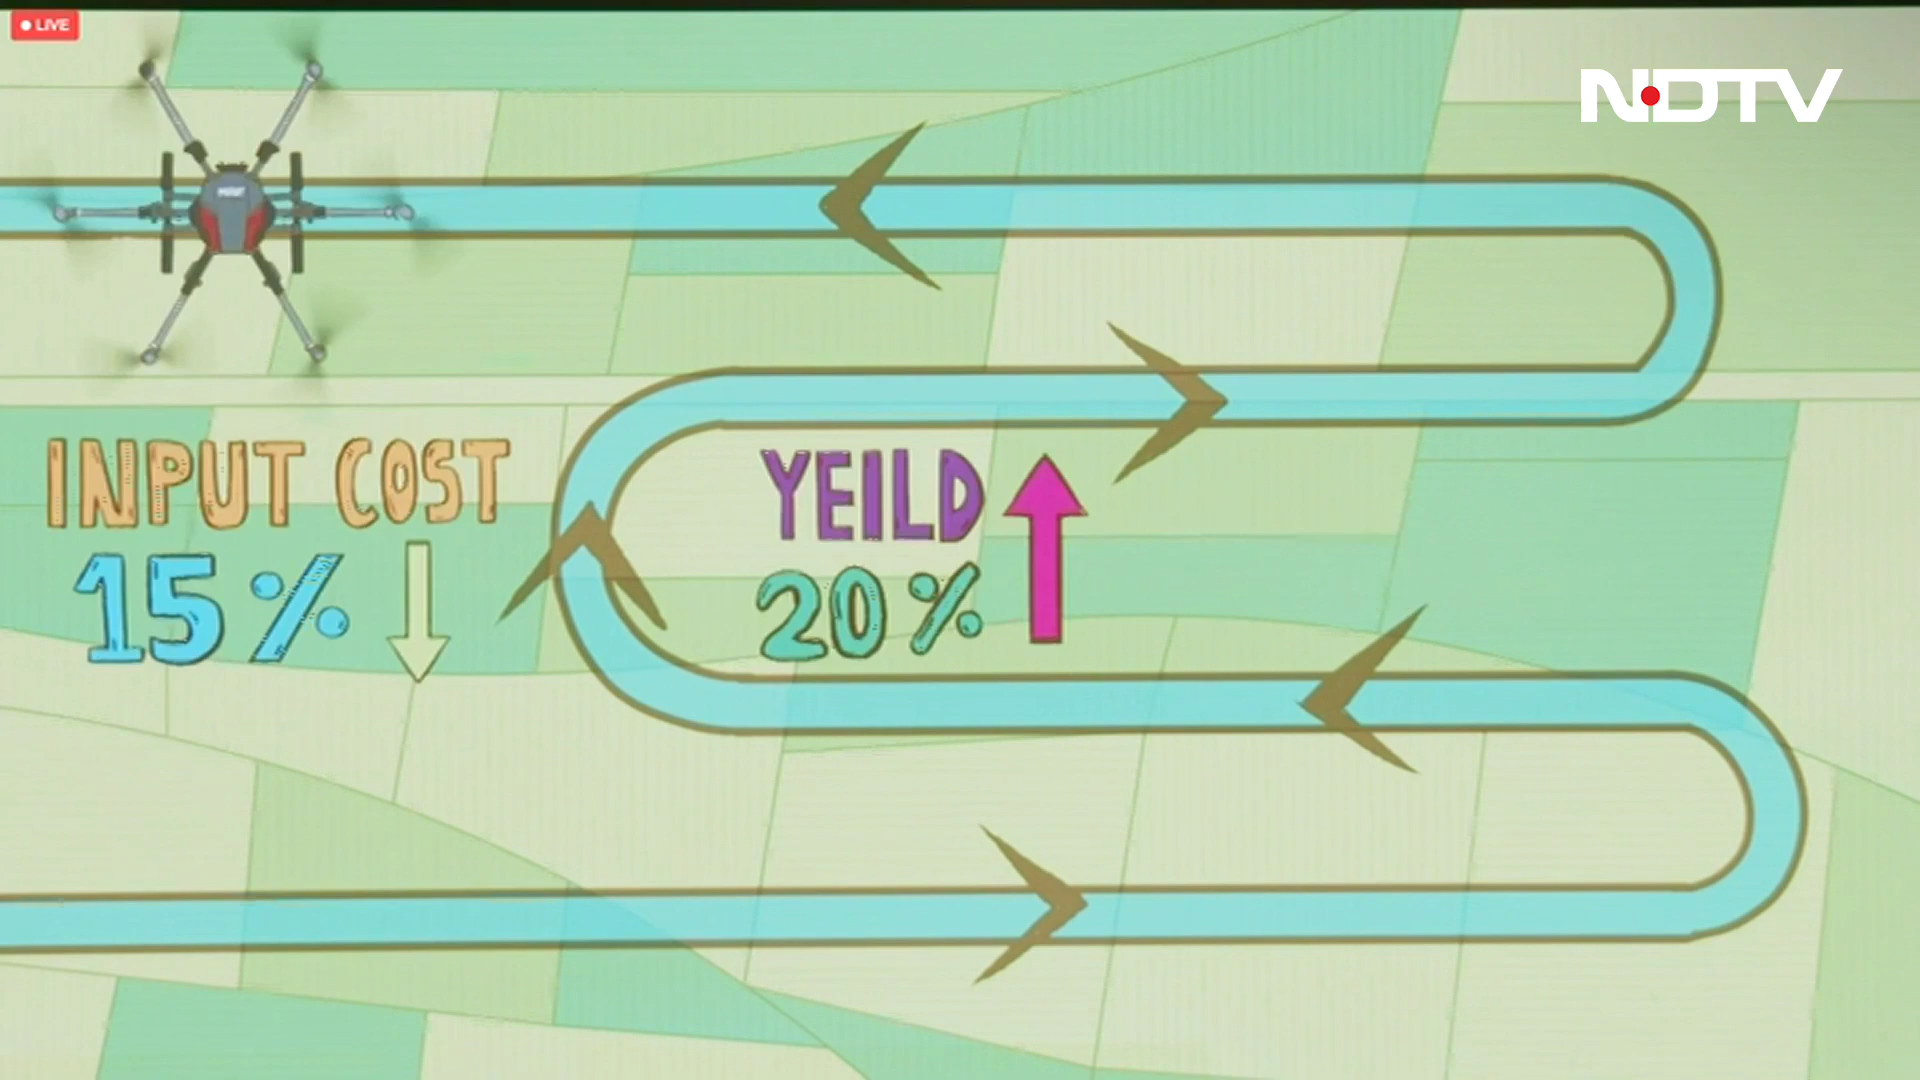 LIVE
NDTV
INPUT COST
15%
YEILD
20%